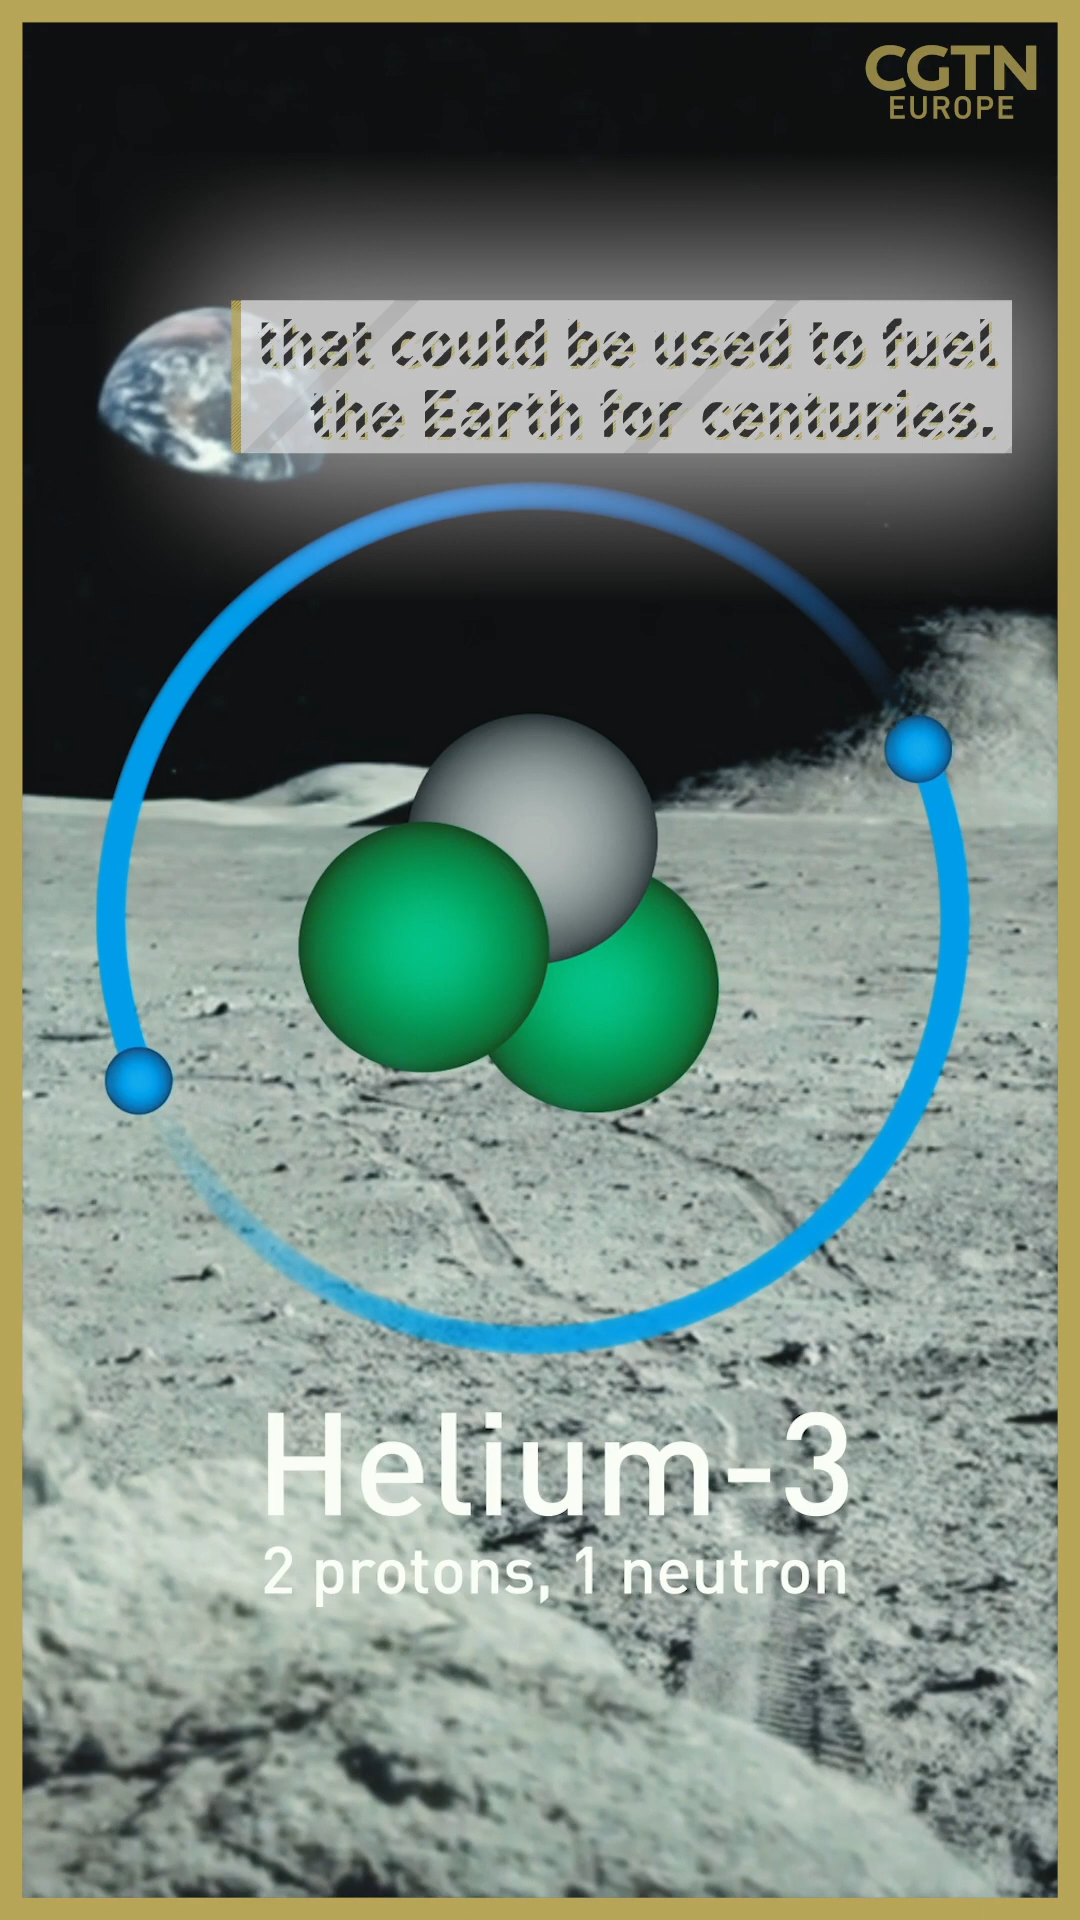 CGTN
EUROPE
that could be used to fuel
the Earth for centuries.
Helium-3
2 protons, 1 neutron